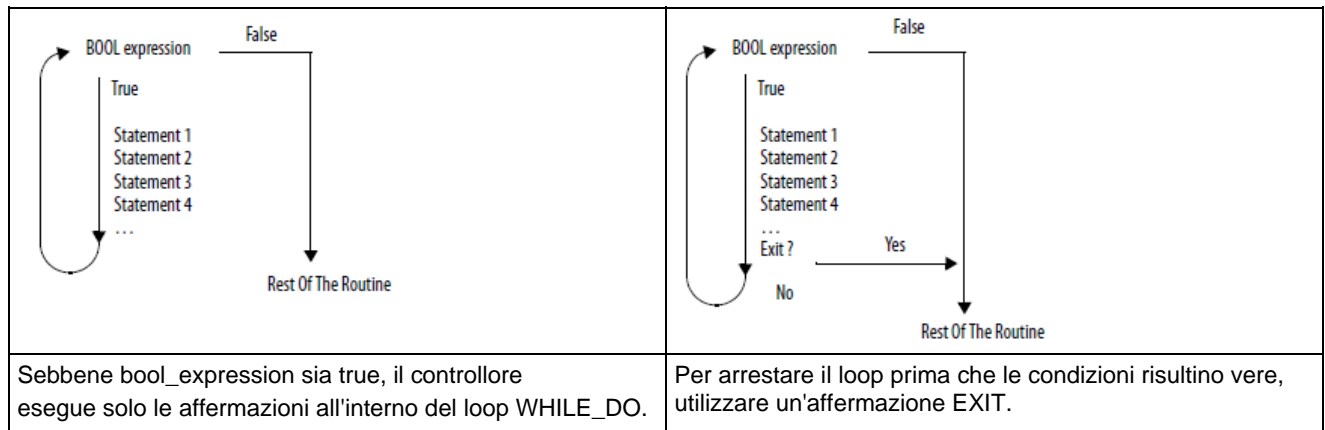 BOOL expression
False
True
Statement 1
Statement 2
Statement 3
Statement 4
...
Rest Of The Routine
BOOL expression
False
True
Statement 1
Statement 2
Statement 3
Statement 4
...
Exit ?
Yes
No
Rest Of The Routine
Sebbene bool_expression sia true, il controllore
esegue solo le affermazioni all'interno del loop WHILE_DO.
Per arrestare il loop prima che le condizioni risultino vere,
utilizzare un'affermazione EXIT.